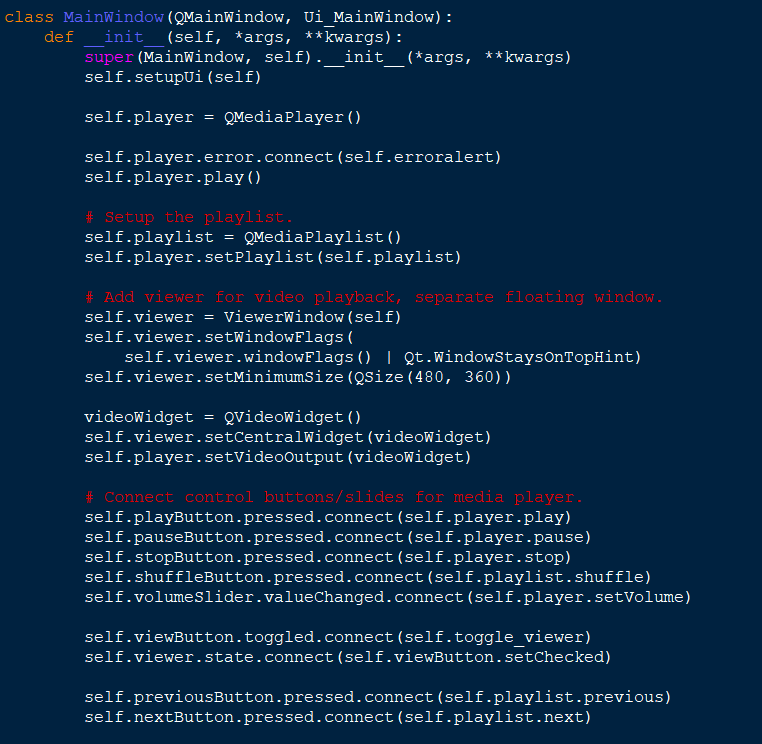 class MainWindow(QMainWindow, Ui_MainWindow):
    def __init__(self, *args, **kwargs):
        super(MainWindow, self).__init__(*args, **kwargs)
        self.setupUi(self)

        self.player = QMediaPlayer()

        self.player.error.connect(self.erroralert)
        self.player.play()

        # Setup the playlist.
        self.playlist = QMediaPlaylist()
        self.player.setPlaylist(self.playlist)

        # Add viewer for video playback, separate floating window.
        self.viewer = ViewerWindow(self)
        self.viewer.setWindowFlags(
            self.viewer.windowFlags() | Qt.WindowStaysOnTopHint)
        self.viewer.setMinimumSize(QSize(480, 360))

        videoWidget = QVideoWidget()
        self.viewer.setCentralWidget(videoWidget)
        self.player.setVideoOutput(videoWidget)

        # Connect control buttons/slides for media player.
        self.playButton.pressed.connect(self.player.play)
        self.pauseButton.pressed.connect(self.player.pause)
        self.stopButton.pressed.connect(self.player.stop)
        self.shuffleButton.pressed.connect(self.playlist.shuffle)
        self.volumeSlider.valueChanged.connect(self.player.setVolume)

        self.viewButton.toggled.connect(self.toggle_viewer)
        self.viewer.state.connect(self.viewButton.setChecked)

        self.previousButton.pressed.connect(self.playlist.previous)
        self.nextButton.pressed.connect(self.playlist.next)